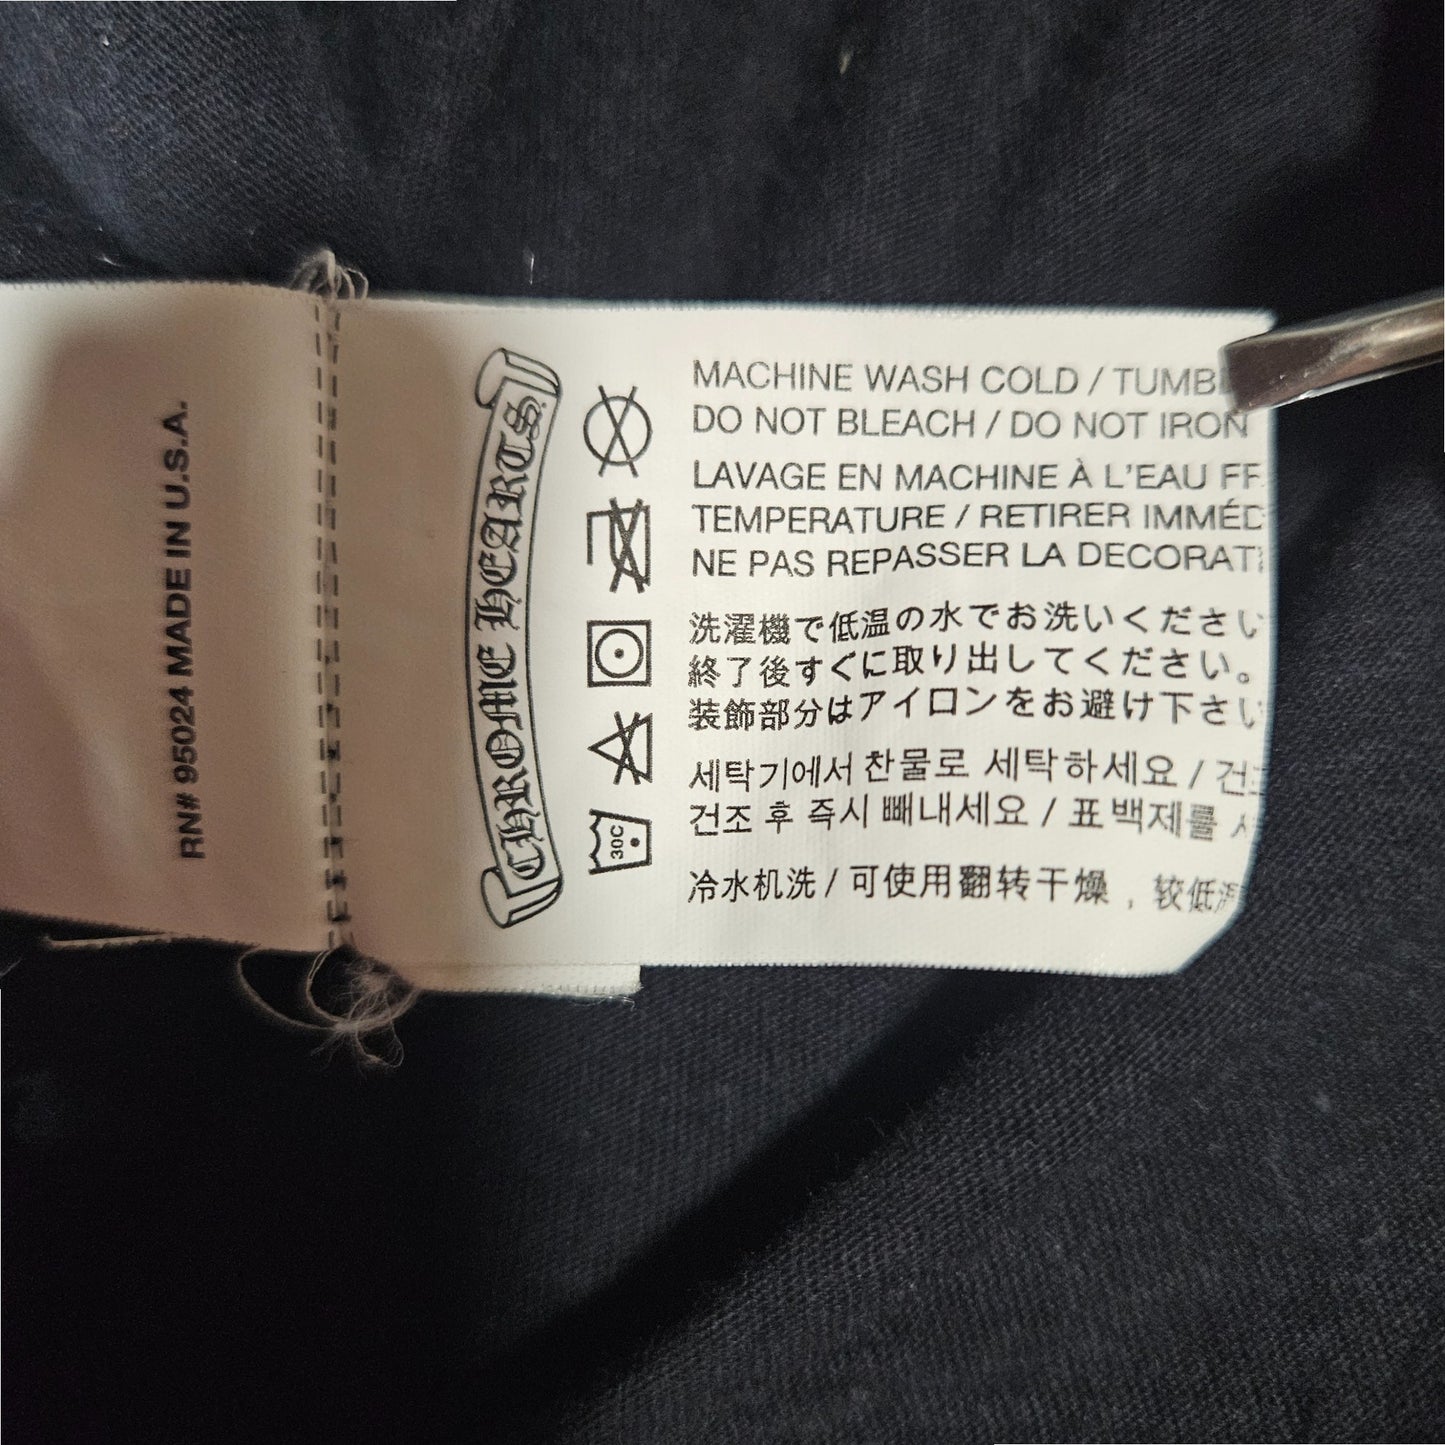 RN# 95024 MADE IN U.S.A.
CHROME HEARTS
30C
MACHINE WASH COLD /
DO NOT BLEACH / DO NOT IRON
LAVAGE EN MACHINE À L'EAU
TEMPERATURE / RETIRER
NE PAS REPASSER LA
洗濯機で低温の水でお洗いください
終了後すぐに取り出してください。
装飾部分はアイロンをお避け下さい
세탁기에서 찬물로 세탁하세요 /
건조 후 즉시 빼내세요 / 표백제를
冷水机洗 / 可使用翻转干燥，较低